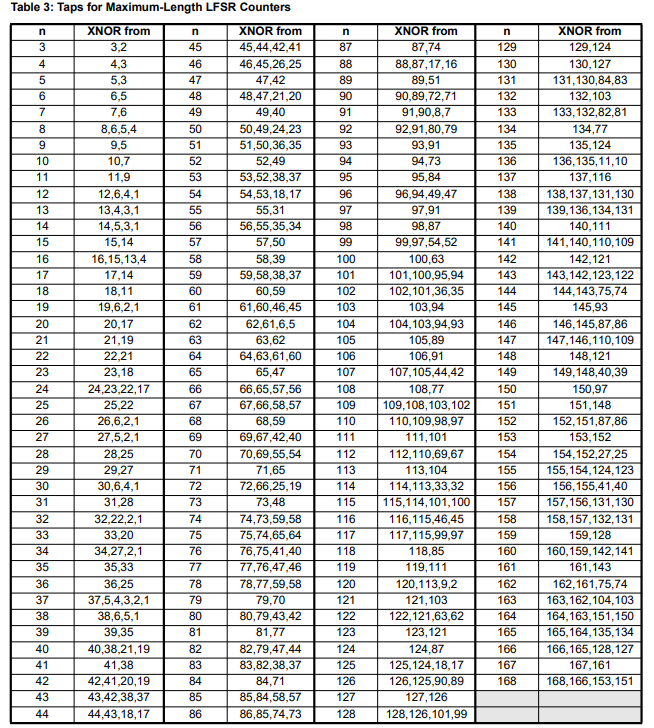 Table 3: Taps for Maximum-Length LFSR Counters
n XNOR from n XNOR from n XNOR from n XNOR from
3 3,2 45 45,44,42,41 87 87,74 129 129,124
4 4,3 46 46,45,26,25 88 88,87,17,16 130 130,127
5 5,3 47 47,42 89 89,51 131 131,130,84,83
6 6,5 48 48,47,21,20 90 90,89,72,71 132 132,103
7 7,6 49 49,40 91 91,90,8,7 133 133,132,82,81
8 8,6,5,4 50 50,49,24,23 92 92,91,80,79 134 134,77
9 9,5 51 51,50,36,35 93 93,91 135 135,124
10 10,7 52 52,49 94 94,73 136 136,135,11,10
11 11,9 53 53,52,38,37 95 95,84 137 137,116
12 12,6,4,1 54 54,53,18,17 96 96,94,49,47 138 138,137,131,130
13 13,4,3,1 55 55,31 97 97,91 139 139,136,134,131
14 14,5,3,1 56 56,55,35,34 98 98,87 140 140,111
15 15,14 57 57,50 99 99,97,54,52 141 141,140,110,109
16 16,15,13,4 58 58,39 100 100,63 142 142,121
17 17,14 59 59,58,38,37 101 101,100,95,94 143 143,142,123,122
18 18,11 60 60,59 102 102,101,36,35 144 144,143,75,74
19 19,6,2,1 61 61,60,46,45 103 103,94 145 145,93
20 20,17 62 62,61,6,5 104 104,103,94,93 146 146,145,87,86
21 21,19 63 63,62 105 105,89 147 147,146,110,109
22 22,21 64 64,63,61,60 106 106,91 148 148,121
23 23,18 65 65,47 107 107,105,44,42 149 149,148,40,39
24 24,23,22,17 66 66,65,57,56 108 108,77 150 150,97
25 25,22 67 67,66,58,57 109 109,108,103,102 151 151,148
26 26,6,2,1 68 68,59 110 110,109,98,97 152 152,151,87,86
27 27,5,2,1 69 69,67,42,40 111 111,101 153 153,152
28 28,25 70 70,69,55,54 112 112,110,69,67 154 154,152,27,25
29 29,27 71 71,65 113 113,104 155 155,154,124,123
30 30,6,4,1 72 72,66,25,19 114 114,113,33,32 156 156,155,41,40
31 31,28 73 73,48 115 115,114,101,100 157 157,156,131,130
32 32,22,2,1 74 74,73,59,58 116 116,115,46,45 158 158,157,132,131
33 33,20 75 75,74,65,64 117 117,115,99,97 159 159,128
34 34,27,2,1 76 76,75,41,40 118 118,85 160 160,159,142,141
35 35,33 77 77,76,47,46 119 119,111 161 161,143
36 36,25 78 78,77,59,58 120 120,113,9,2 162 162,161,75,74
37 37,5,4,3,2,1 79 79,70 121 121,103 163 163,162,104,103
38 38,6,5,1 80 80,79,43,42 122 122,121,63,62 164 164,163,151,150
39 39,35 81 81,77 123 123,121 165 165,164,135,134
40 40,38,21,19 82 82,79,47,44 124 124,87 166 166,165,128,127
41 41,38 83 83,82,38,37 125 125,124,18,17 167 167,161
42 42,41,20,19 84 84,71 126 126,125,90,89 168 168,166,153,151
43 43,42,38,37 85 85,84,58,57 127 127,126
44 44,43,18,17 86 86,85,74,73 128 128,126,101,99